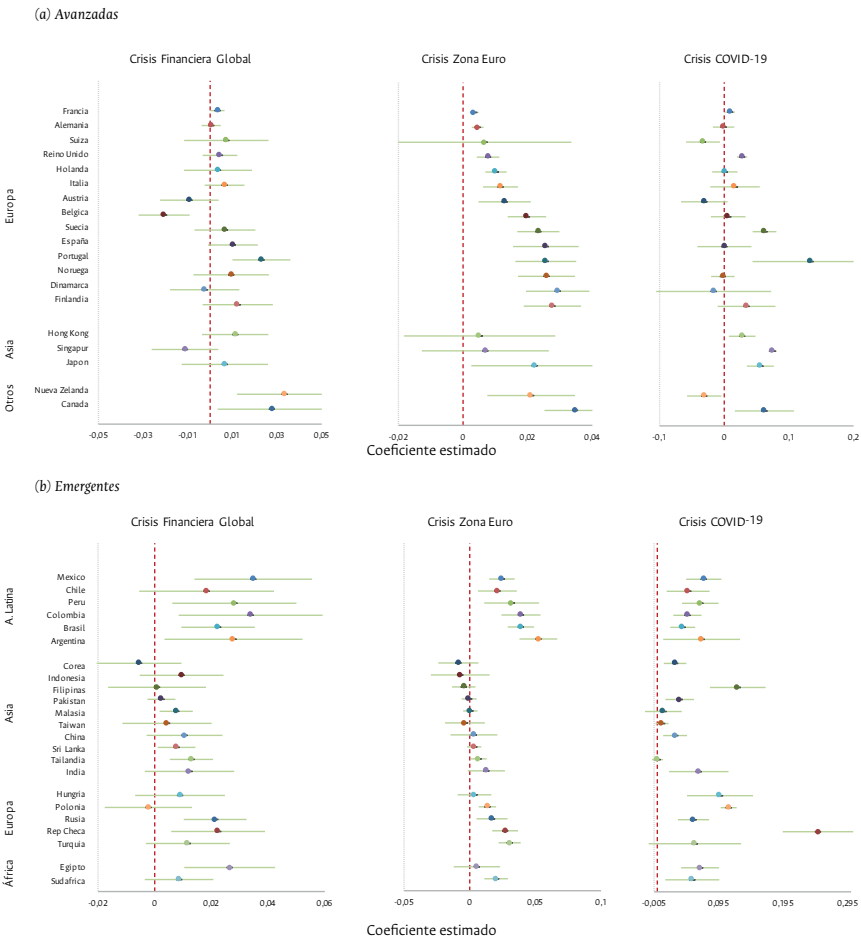 (a) Avanzadas
Crisis Financiera Global
Crisis Zona Euro
Crisis COVID-19
Europa
Francia
Alemania
Suiza
Reino Unido
Holanda
Italia
Austria
Belgica
Suecia
España
Portugal
Noruega
Dinamarca
Finlandia
Asia
Hong Kong
Singapur
Japon
Otros
Nueva Zelanda
Canada
-0,05 -0,03 -0,01 0,01 0,03 0,05
-0,02 0 0,02 0,04
-0,1 0 0,1 0,2
Coeficiente estimado
(b) Emergentes
Crisis Financiera Global
Crisis Zona Euro
Crisis COVID-19
A.Latina
Mexico
Chile
Peru
Colombia
Brasil
Argentina
Asia
Corea
Indonesia
Filipinas
Pakistan
Malasia
Taiwan
China
Sri Lanka
Tailandia
India
Europa
Hungria
Polonia
Rusia
Rep Checa
Turquia
África
Egipto
Sudafrica
-0,02 0 0,02 0,04 0,06
-0,05 0 0,05 0,1
-0,005 0,095 0,195 0,295
Coeficiente estimado